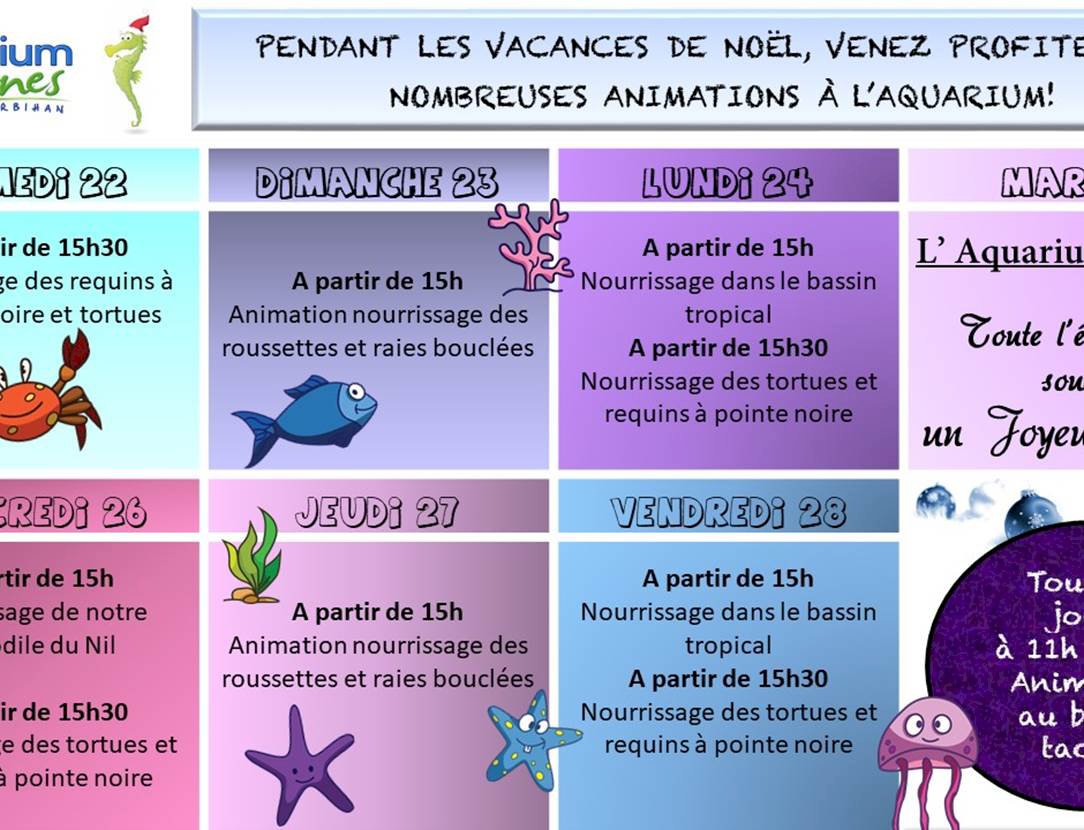 PENDANT LES VACANCES DE NOËL, VENEZ PROFITE
NOMBREUSES ANIMATIONS À L'AQUARIUM!
ium
nes
RBIHAN
MEDI 22
ir de 15h30
ge des requins à
oire et tortues
DIMANCHE 23
A partir de 15h
Animation nourrissage des
roussettes et raies bouclées
LUNDI 24
A partir de 15h
Nourrissage dans le bassin
tropical
A partir de 15h30
Nourrissage des tortues et
requins à pointe noire
MAR
L' Aquariu
Toute l'é
sou
un Joyeu
CREDI 26
rtir de 15h
sage de notre
odile du Nil
ir de 15h30
ge des tortues et
à pointe noire
JEUDI 27
A partir de 15h
Animation nourrissage des
roussettes et raies bouclées
VENDREDI 28
A partir de 15h
Nourrissage dans le bassin
tropical
A partir de 15h30
Nourrissage des tortues et
requins à pointe noire
Tou
jo
à 11h
Anim
au b
tac